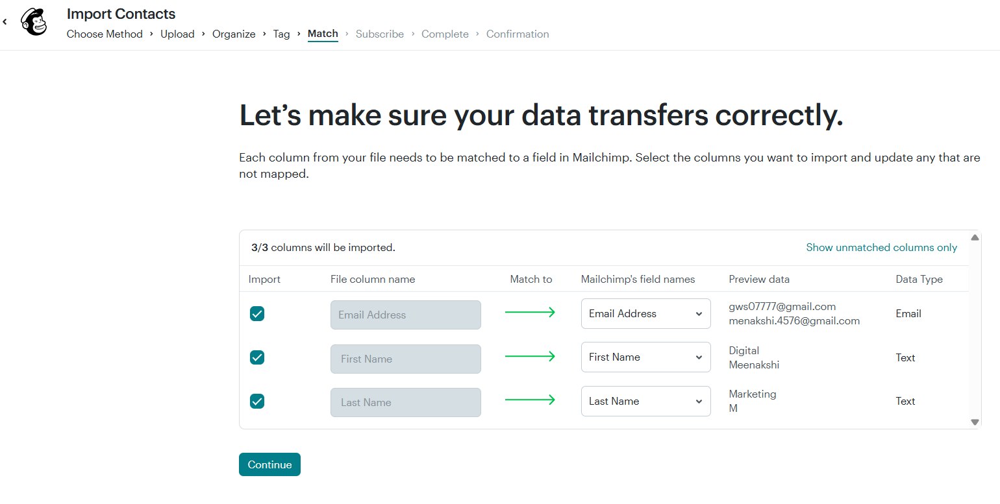 Import Contacts
Choose Method › Upload › Organize › Tag › Match › Subscribe › Complete › Confirmation
Let’s make sure your data transfers correctly.
Each column from your file needs to be matched to a field in Mailchimp. Select the columns you want to import and update any that are
not mapped.
3/3 columns will be imported. Show unmatched columns only
Import File column name Match to Mailchimp's field names Preview data Data Type
Email Address Email Address gws07777@gmail.com Email
menakshi.4576@gmail.com
First Name First Name Digital Text
Meenakshi
Last Name Last Name Marketing Text
M
Continue